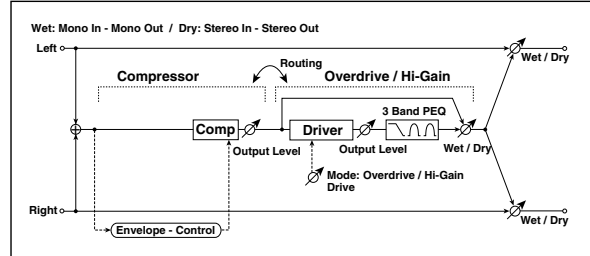 Wet: Mono In - Mono Out / Dry: Stereo In - Stereo Out
Left
Wet / Dry
Routing
Compressor
Overdrive / Hi-Gain
3 Band PEQ
Comp
Driver
Output Level
Output Level
Wet / Dry
Mode: Overdrive / Hi-Gain
Drive
Right
Wet / Dry
Envelope - Control